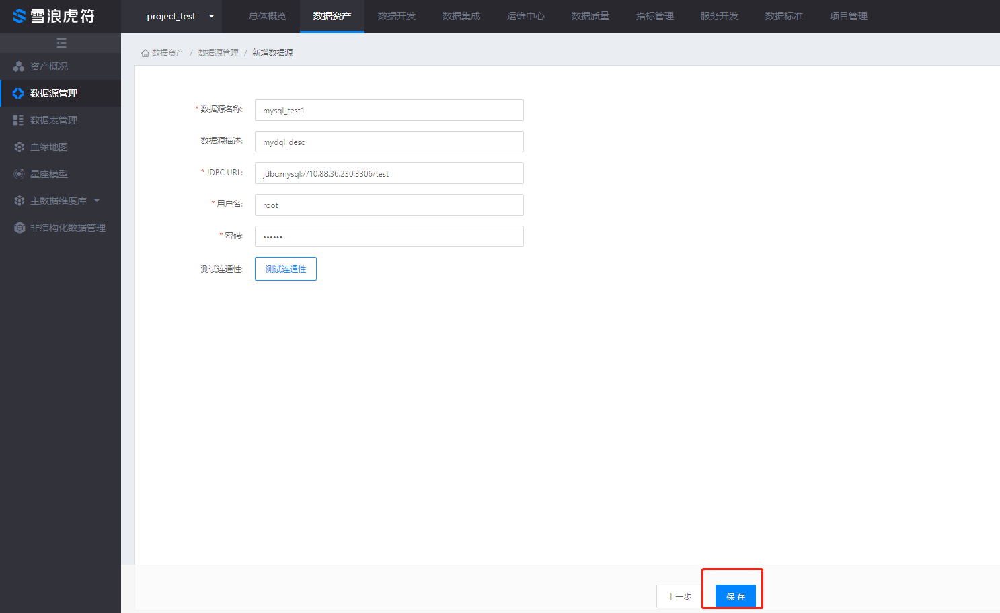 雪浪虎符
project_test
总体概览
数据资产
数据开发
数据集成
运维中心
数据质量
指标管理
服务开发
数据标准
项目管理
资产概况
数据源管理
数据表管理
血缘地图
星座模型
主数据维度库
非结构化数据管理
数据资产 / 数据源管理 / 新增数据源
* 数据源名称: mysql_test1
数据源描述: mydql_desc
* JDBC URL: jdbc:mysql://10.88.36.230:3306/test
* 用户名: root
* 密码: ••••••
测试连通性: 测试连通性
上一步
保存